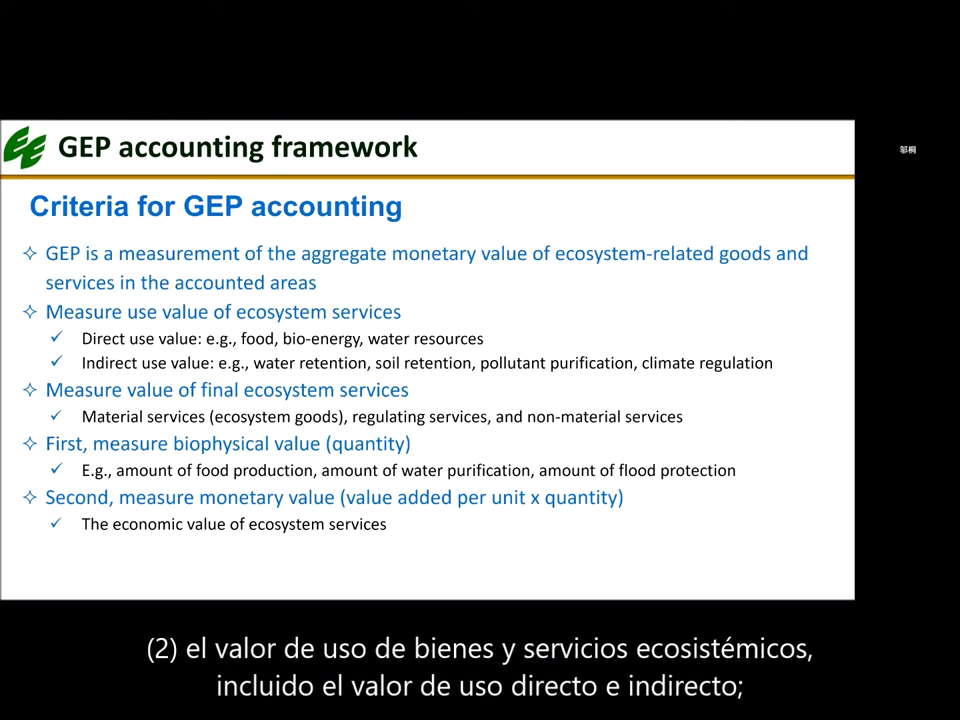 GEP accounting framework
邬桐
Criteria for GEP accounting
GEP is a measurement of the aggregate monetary value of ecosystem-related goods and
services in the accounted areas
Measure use value of ecosystem services
Direct use value: e.g., food, bio-energy, water resources
Indirect use value: e.g., water retention, soil retention, pollutant purification, climate regulation
Measure value of final ecosystem services
Material services (ecosystem goods), regulating services, and non-material services
First, measure biophysical value (quantity)
E.g., amount of food production, amount of water purification, amount of flood protection
Second, measure monetary value (value added per unit x quantity)
The economic value of ecosystem services
(2) el valor de uso de bienes y servicios ecosistémicos,
incluido el valor de uso directo e indirecto;